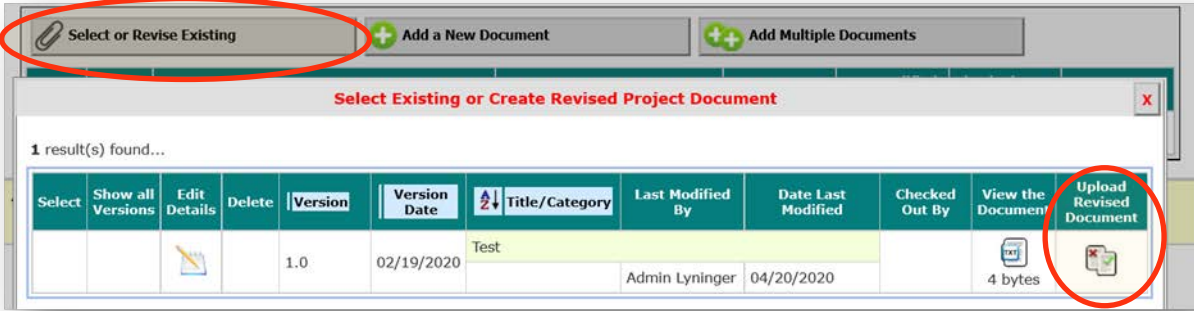 Select or Revise Existing
Add a New Document
Add Multiple Documents
Select Existing or Create Revised Project Document
X
1 result(s) found...
Select
Show all Versions
Edit Details
Delete
Version
Version Date
A Z Title/Category
Last Modified By
Date Last Modified
Checked Out By
View the Document
Upload Revised Document
1.0
02/19/2020
Test
Admin Lyninger
04/20/2020
TXT
4 bytes